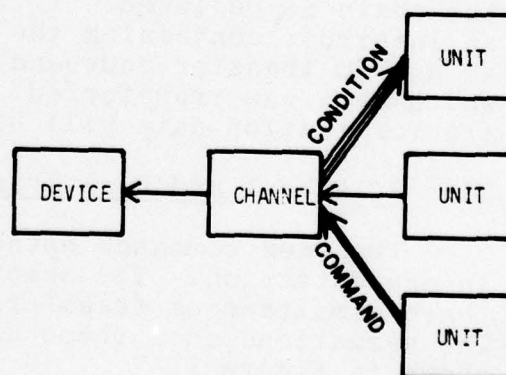 UNIT
CONDITION
DEVICE
CHANNEL
UNIT
COMMAND
UNIT